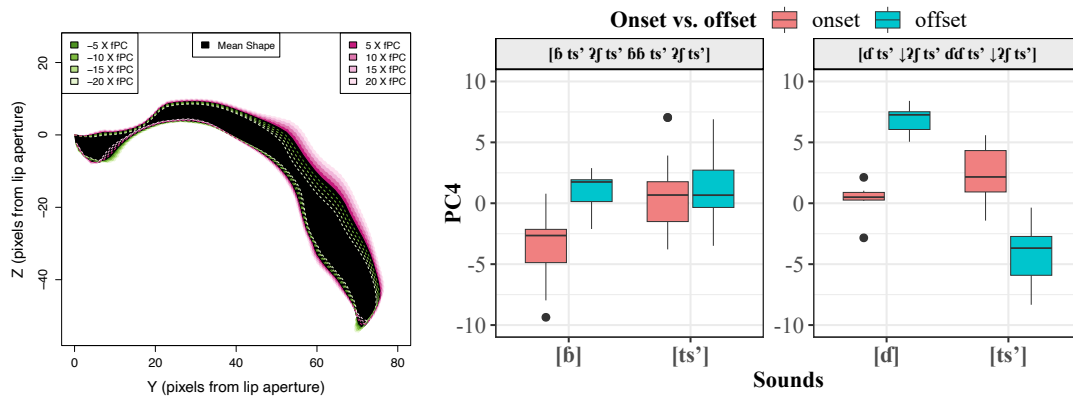 −5 X fPC
−10 X fPC
−15 X fPC
−20 X fPC
Mean Shape
5 X fPC
10 X fPC
15 X fPC
20 X fPC
20
0
−20
−40
0
20
40
60
80
Z (pixels from lip aperture)
Y (pixels from lip aperture)
Onset vs. offset onset offset
[ɓ ts’ ʔʃ ts’ ɓɓ ts’ ʔʃ ts’]
[ɗ ts’ ↓ʔʃ ts’ ɗɗ ts’ ↓ʔʃ ts’]
10
5
0
-5
-10
10
5
0
-5
-10
PC4
[ɓ]
[ts’]
[ɗ]
[ts’]
Sounds